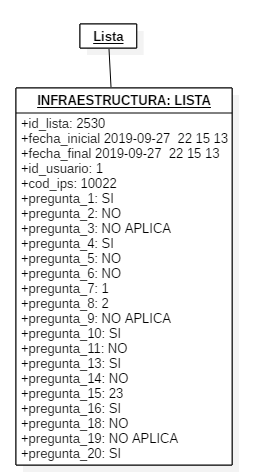 Lista
INFRAESTRUCTURA: LISTA
+id_lista: 2530
+fecha_inicial 2019-09-27 22 15 13
+fecha_final 2019-09-27 22 15 13
+id_usuario: 1
+cod_ips: 10022
+pregunta_1: SI
+pregunta_2: NO
+pregunta_3: NO APLICA
+pregunta_4: SI
+pregunta_5: NO
+pregunta_6: NO
+pregunta_7: 1
+pregunta_8: 2
+pregunta_9: NO APLICA
+pregunta_10: SI
+pregunta_11: NO
+pregunta_13: SI
+pregunta_14: NO
+pregunta_15: 23
+pregunta_16: SI
+pregunta_18: NO
+pregunta_19: NO APLICA
+pregunta_20: SI